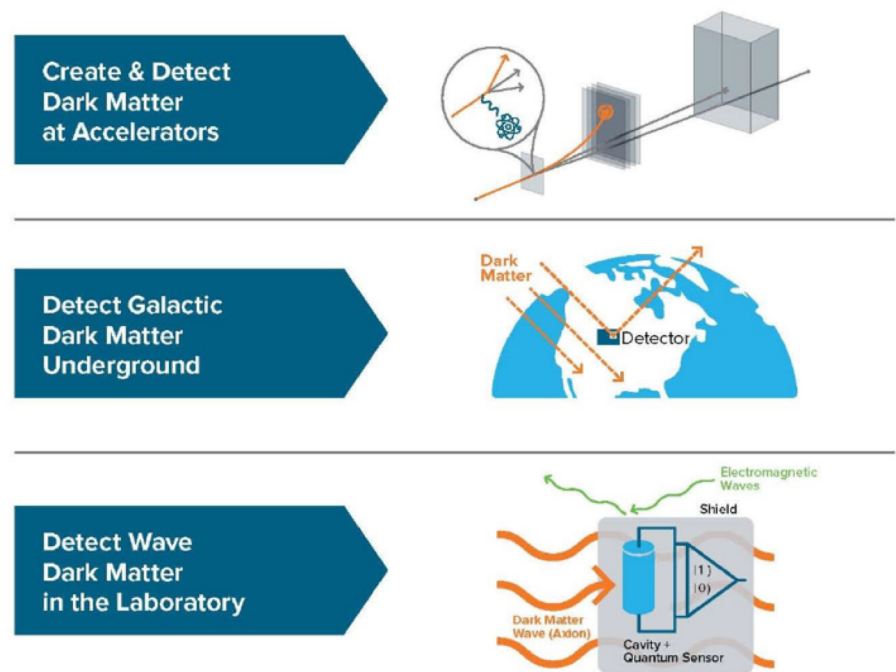 Create & Detect
Dark Matter
at Accelerators
Detect Galactic
Dark Matter
Underground
Dark
Matter
Detector
Detect Wave
Dark Matter
in the Laboratory
Electromagnetic
Waves
Shield
|1⟩
|0⟩
Dark Matter
Wave (Axion)
Cavity +
Quantum Sensor